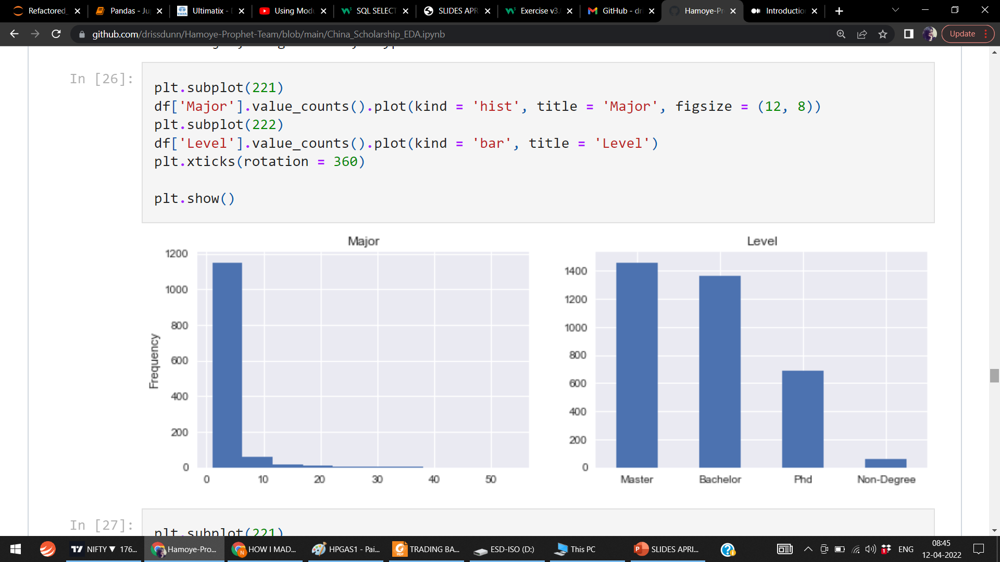 Refactored_
Pandas - Ju
Ultimatix - D
Using Modu
SQL SELECT
SLIDES APR
Exercise v3.
GitHub - dri
Hamoye-Pr
Introduction
github.com/drissdunn/Hamoye-Prophet-Team/blob/main/China_Scholarship_EDA.ipynb
Update
In [26]:
plt.subplot(221)
df['Major'].value_counts().plot(kind = 'hist', title = 'Major', figsize = (12, 8))
plt.subplot(222)
df['Level'].value_counts().plot(kind = 'bar', title = 'Level')
plt.xticks(rotation = 360)
plt.show()
Major
1200
1000
800
600
400
200
0
Frequency
0 10 20 30 40 50
Level
1400
1200
1000
800
600
400
200
0
Master Bachelor Phd Non-Degree
In [27]:
plt.subplot(221)
NIFTY ▼ 176...
Hamoye-Pro...
HOW I MAD...
HPGAS1 - Pai...
TRADING BA...
ESD-ISO (D:)
This PC
SLIDES APRI...
ENG
08:45
12-04-2022